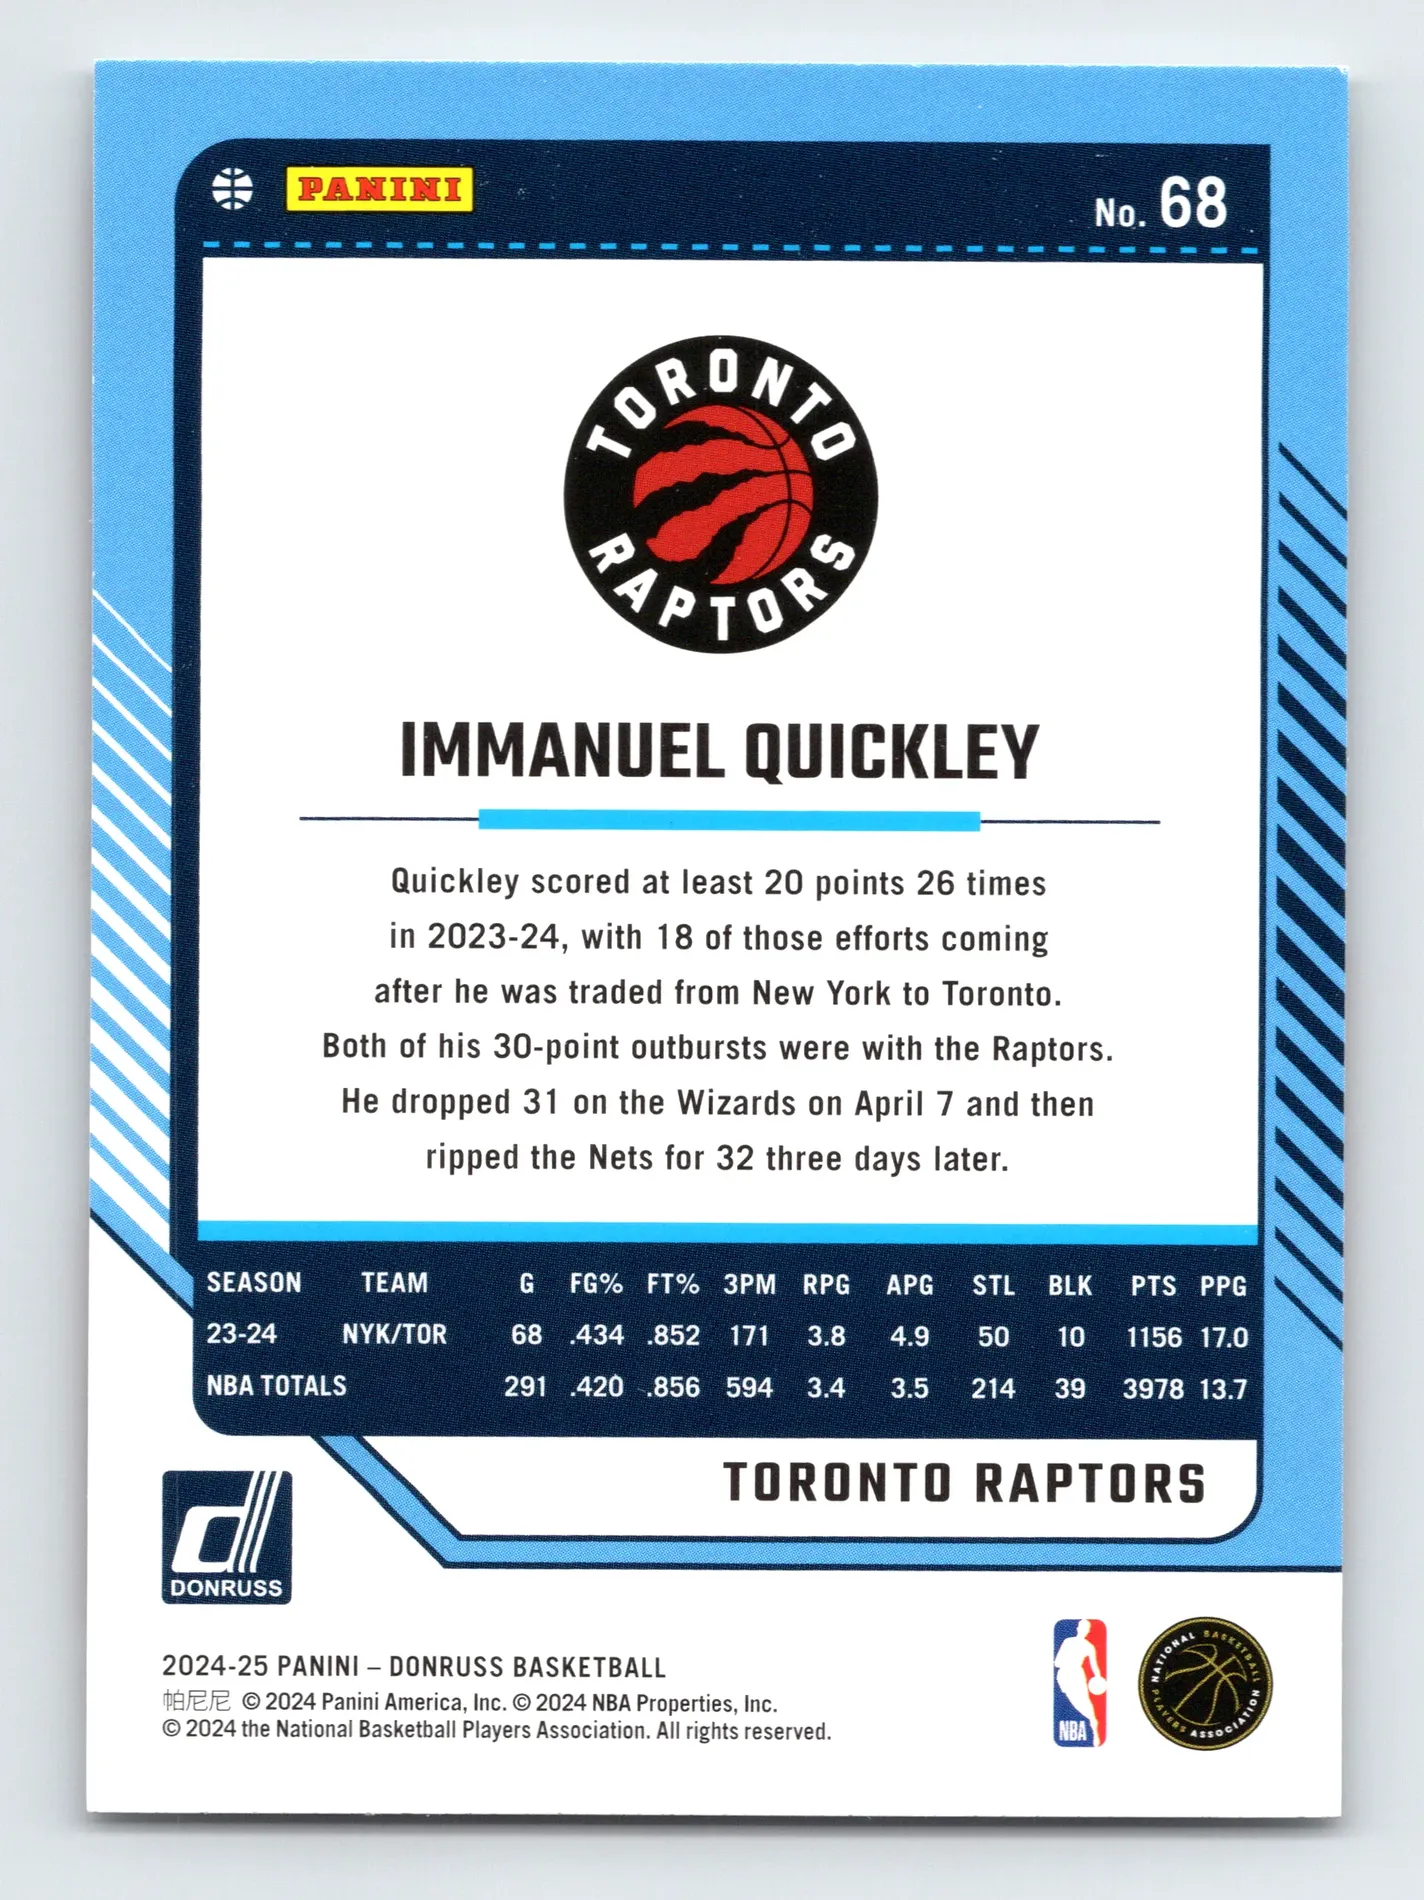 PANINI
No. 68
TORONTO
RAPTORS
IMMANUEL QUICKLEY
Quickley scored at least 20 points 26 times
in 2023-24, with 18 of those efforts coming
after he was traded from New York to Toronto.
Both of his 30-point outbursts were with the Raptors.
He dropped 31 on the Wizards on April 7 and then
ripped the Nets for 32 three days later.
SEASON TEAM G FG% FT% 3PM RPG APG STL BLK PTS PPG
23-24 NYK/TOR 68 .434 .852 171 3.8 4.9 50 10 1156 17.0
NBA TOTALS 291 .420 .856 594 3.4 3.5 214 39 3978 13.7
TORONTO RAPTORS
d
DONRUSS
2024-25 PANINI – DONRUSS BASKETBALL
帕尼尼 © 2024 Panini America, Inc. © 2024 NBA Properties, Inc.
© 2024 the National Basketball Players Association. All rights reserved.
NBA
NATIONAL BASKETBALL
PLAYERS ASSOCIATION